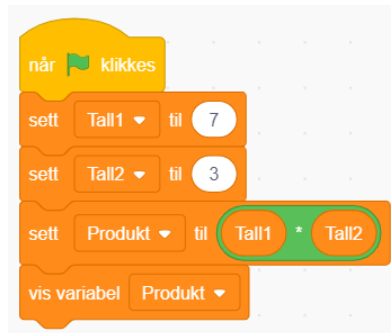 når klikkes
sett Tall1 til 7
sett Tall2 til 3
sett Produkt til Tall1 * Tall2
vis variabel Produkt